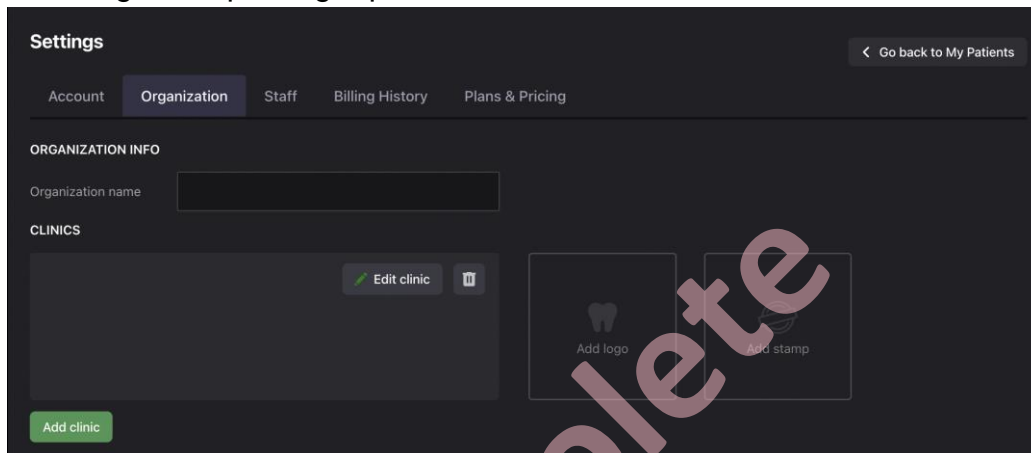 Settings
Go back to My Patients
Account Organization Staff Billing History Plans & Pricing
ORGANIZATION INFO
Organization name
CLINICS
Edit clinic
Add logo
Add stamp
Add clinic